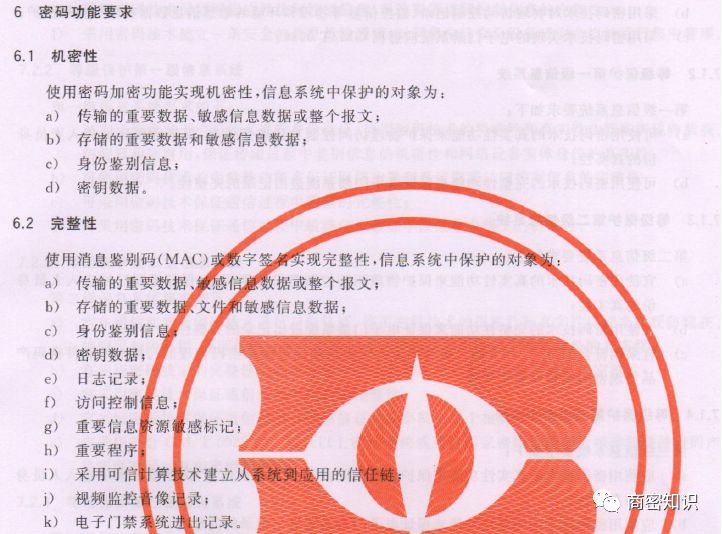 6 密码功能要求
6.1 机密性
使用密码加密功能实现机密性,信息系统中保护的对象为:
a) 传输的重要数据、敏感信息数据或整个报文;
b) 存储的重要数据和敏感信息数据;
c) 身份鉴别信息;
d) 密钥数据。
6.2 完整性
使用消息鉴别码(MAC)或数字签名实现完整性,信息系统中保护的对象为:
a) 传输的重要数据、敏感信息数据或整个报文;
b) 存储的重要数据、文件和敏感信息数据;
c) 身份鉴别信息;
d) 密钥数据;
e) 日志记录;
f) 访问控制信息;
g) 重要信息资源敏感标记;
h) 重要程序;
i) 采用可信计算技术建立从系统到应用的信任链;
j) 视频监控音像记录;
k) 电子门禁系统进出记录。
商密知识